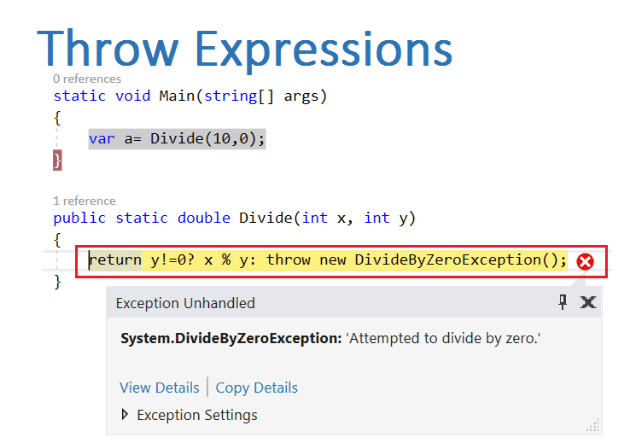 Throw Expressions
0 references
static void Main(string[] args)
{
var a= Divide(10,0);
}
1 reference
public static double Divide(int x, int y)
{
return y!=0? x % y: throw new DivideByZeroException();
}
Exception Unhandled
System.DivideByZeroException: 'Attempted to divide by zero.'
View Details | Copy Details
Exception Settings